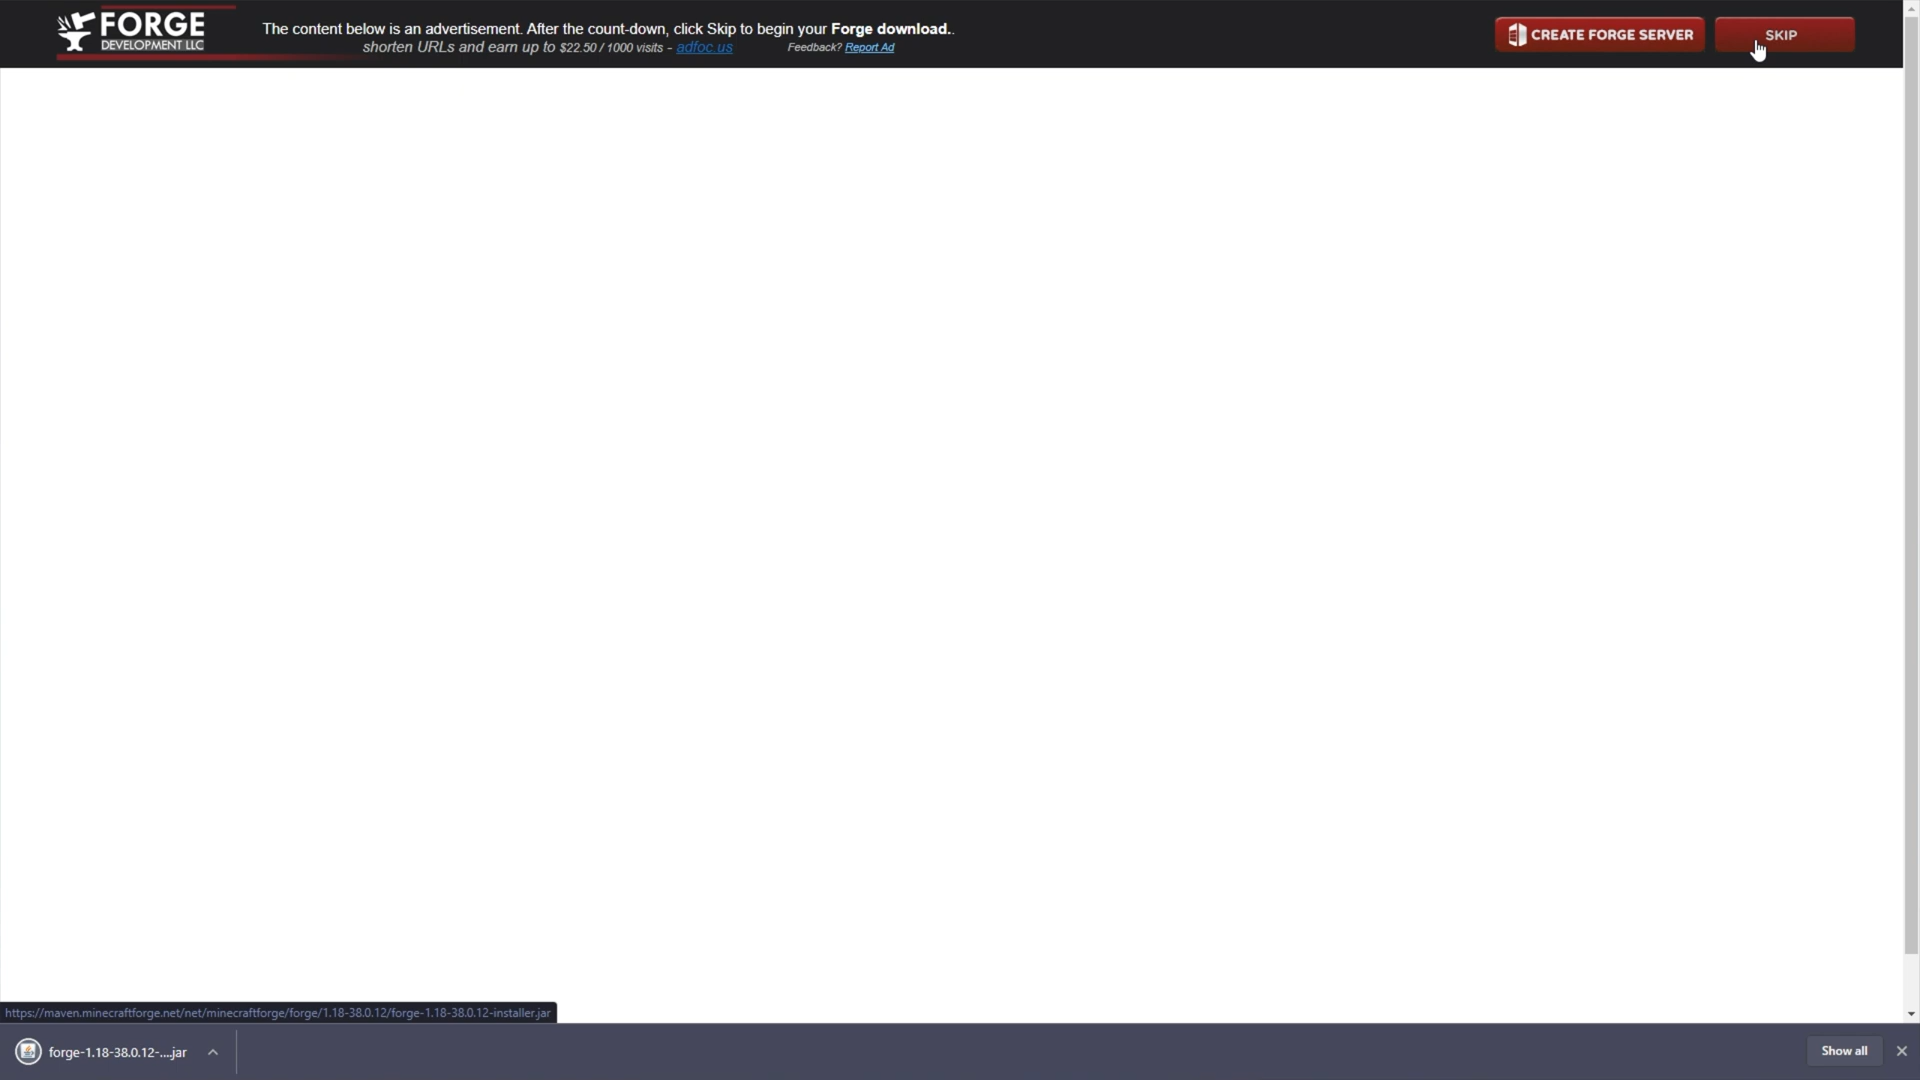 FORGE
DEVELOPMENT LLC
The content below is an advertisement. After the count-down, click Skip to begin your Forge download..
shorten URLs and earn up to $22.50 / 1000 visits - adfoc.us
Feedback? Report Ad
CREATE FORGE SERVER
SKIP
https://maven.minecraftforge.net/net/minecraftforge/forge/1.18-38.0.12/forge-1.18-38.0.12-installer.jar
forge-1.18-38.0.12-....jar
Show all